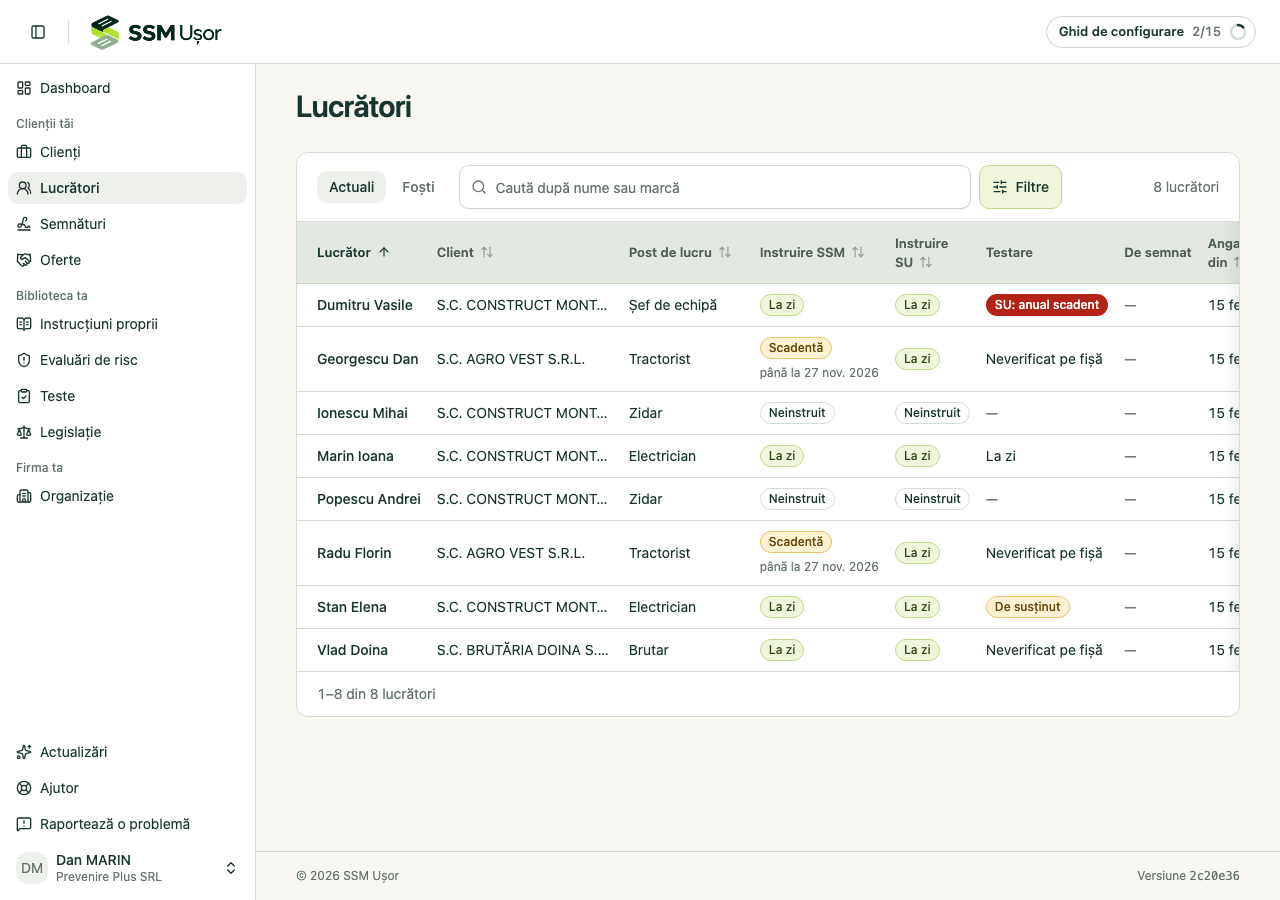 SSM Ușor
Ghid de configurare 2/15
Dashboard
Clienții tăi
Clienți
Lucrători
Semnături
Oferte
Biblioteca ta
Instrucțiuni proprii
Evaluări de risc
Teste
Legislație
Firma ta
Organizație
Actualizări
Ajutor
Raportează o problemă
DM
Dan MARIN
Prevenire Plus SRL
Lucrători
Actuali Foști Caută după nume sau marcă Filtre 8 lucrători
Lucrător Client Post de lucru Instruire SSM Instruire SU Testare De semnat Anga din
Dumitru Vasile S.C. CONSTRUCT MONT... Șef de echipă La zi La zi SU: anual scadent — 15 fe
Georgescu Dan S.C. AGRO VEST S.R.L. Tractorist Scadentă până la 27 nov. 2026 La zi Neverificat pe fișă — 15 fe
Ionescu Mihai S.C. CONSTRUCT MONT... Zidar Neinstruit Neinstruit — — 15 fe
Marin Ioana S.C. CONSTRUCT MONT... Electrician La zi La zi La zi — 15 fe
Popescu Andrei S.C. CONSTRUCT MONT... Zidar Neinstruit Neinstruit — — 15 fe
Radu Florin S.C. AGRO VEST S.R.L. Tractorist Scadentă până la 27 nov. 2026 La zi Neverificat pe fișă — 15 fe
Stan Elena S.C. CONSTRUCT MONT... Electrician La zi La zi De susținut — 15 fe
Vlad Doina S.C. BRUTĂRIA DOINA S.... Brutar La zi La zi Neverificat pe fișă — 15 fe
1–8 din 8 lucrători
© 2026 SSM Ușor
Versiune 2c20e36